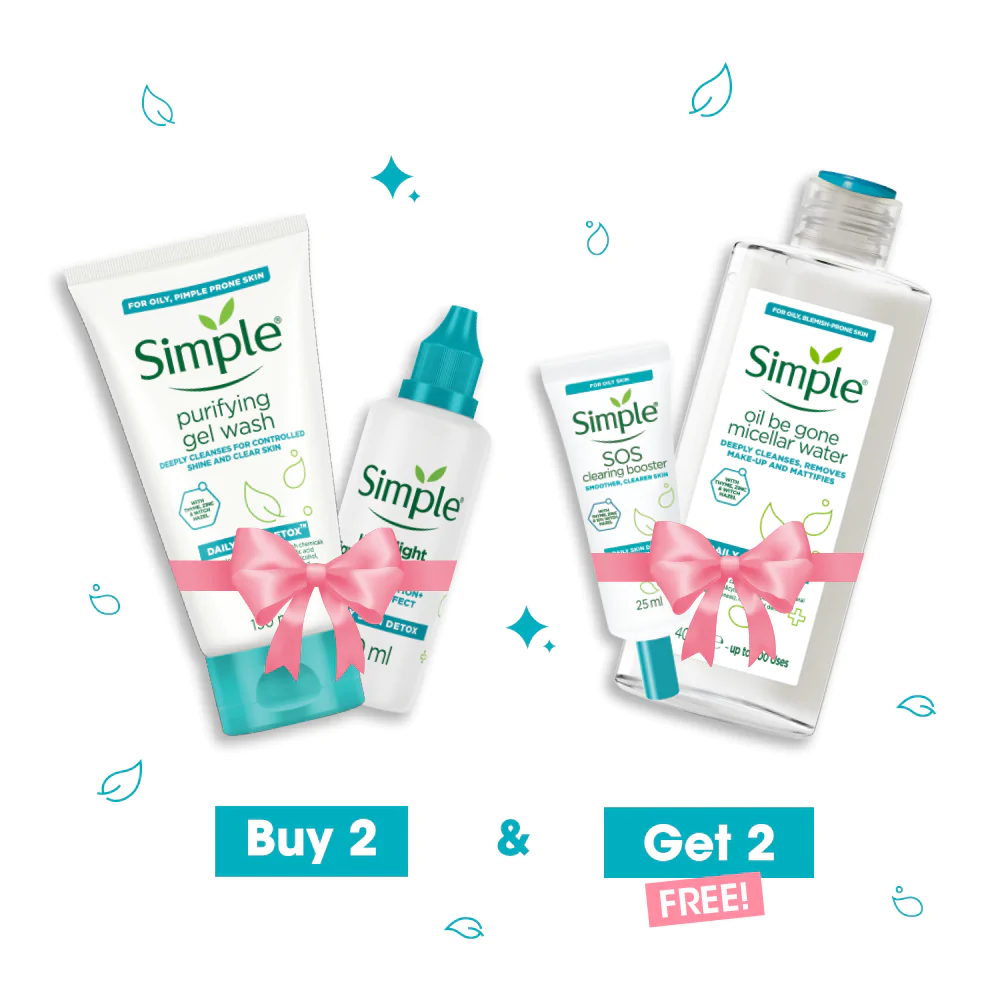 FOR OILY, PIMPLE PRONE SKIN
Simple®
purifying
gel wash
DEEPLY CLEANSES FOR CONTROLLED
SHINE AND CLEAR SKIN
WITH
THYME, ZINC
& WITCH
HAZEL
DAILY
Simple®
DETOX
ml
FOR OILY SKIN
Simple®
SOS
clearing booster
SMOOTHER, CLEARER SKIN
DAILY SKIN
25 ml
FOR OILY, BLEMISH-PRONE SKIN
Simple®
oil be gone
micellar water
DEEPLY CLEANSES, REMOVES
MAKE-UP AND MATTIFIES
WITH
THYME, ZINC
& WITCH
HAZEL
Buy 2
&
Get 2
FREE!